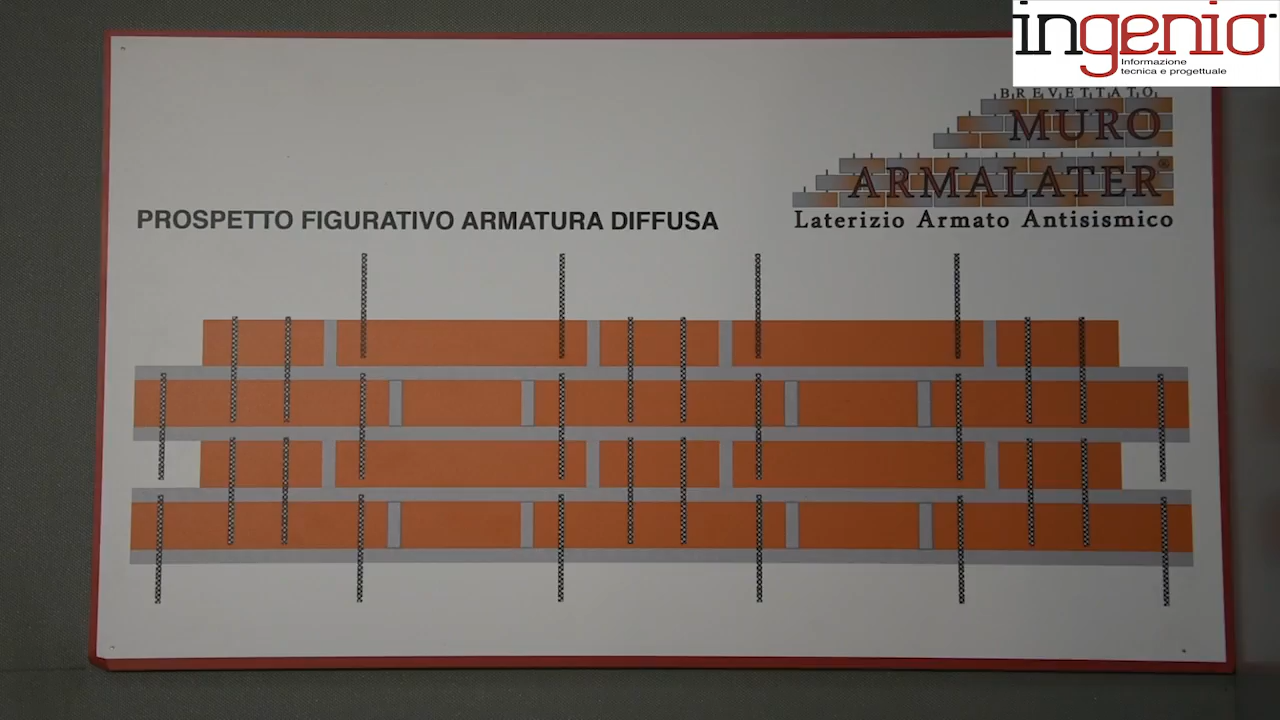 ingenio
Informazione
tecnica e progettuale
BREVETTATO
MURO
ARMALATER®
Laterizio Armato Antisismico
PROSPETTO FIGURATIVO ARMATURA DIFFUSA